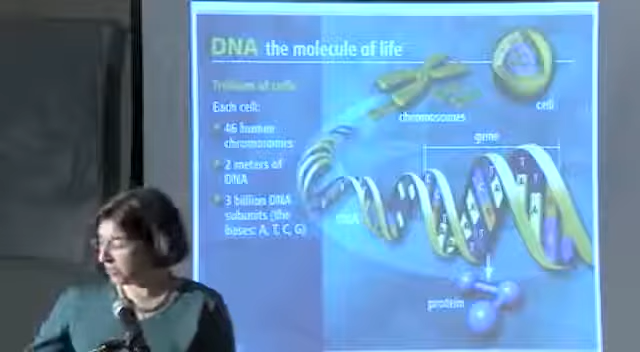 DNA the molecule of life
Trillions of cells
Each cell:
46 human
chromosomes
2 meters of
DNA
3 billion DNA
subunits (the
bases: A, T, C, G)
chromosomes
cell
gene
DNA
protein